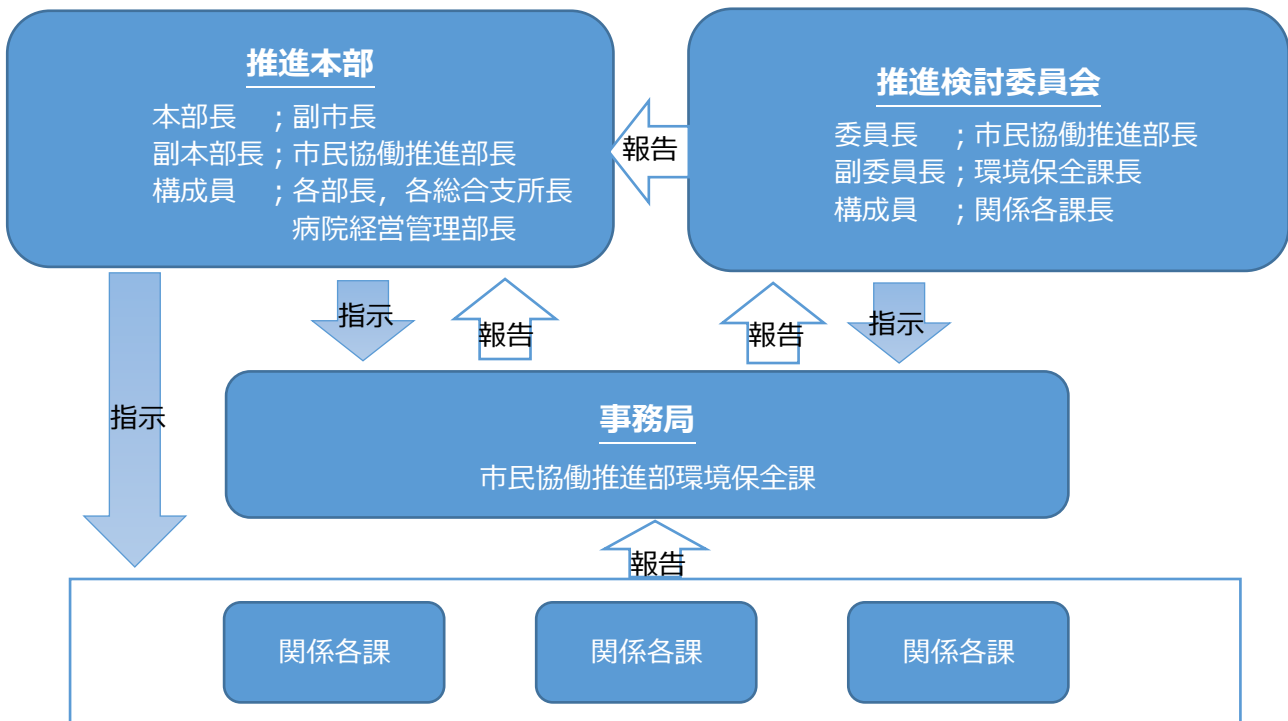 推進本部
本部長　；副市長
副本部長；市民協働推進部長
構成員　；各部長，各総合支所長
病院経営管理部長
報告
推進検討委員会
委員長　；市民協働推進部長
副委員長；環境保全課長
構成員　；関係各課長
指示
報告
報告
指示
指示
事務局
市民協働推進部環境保全課
報告
関係各課
関係各課
関係各課